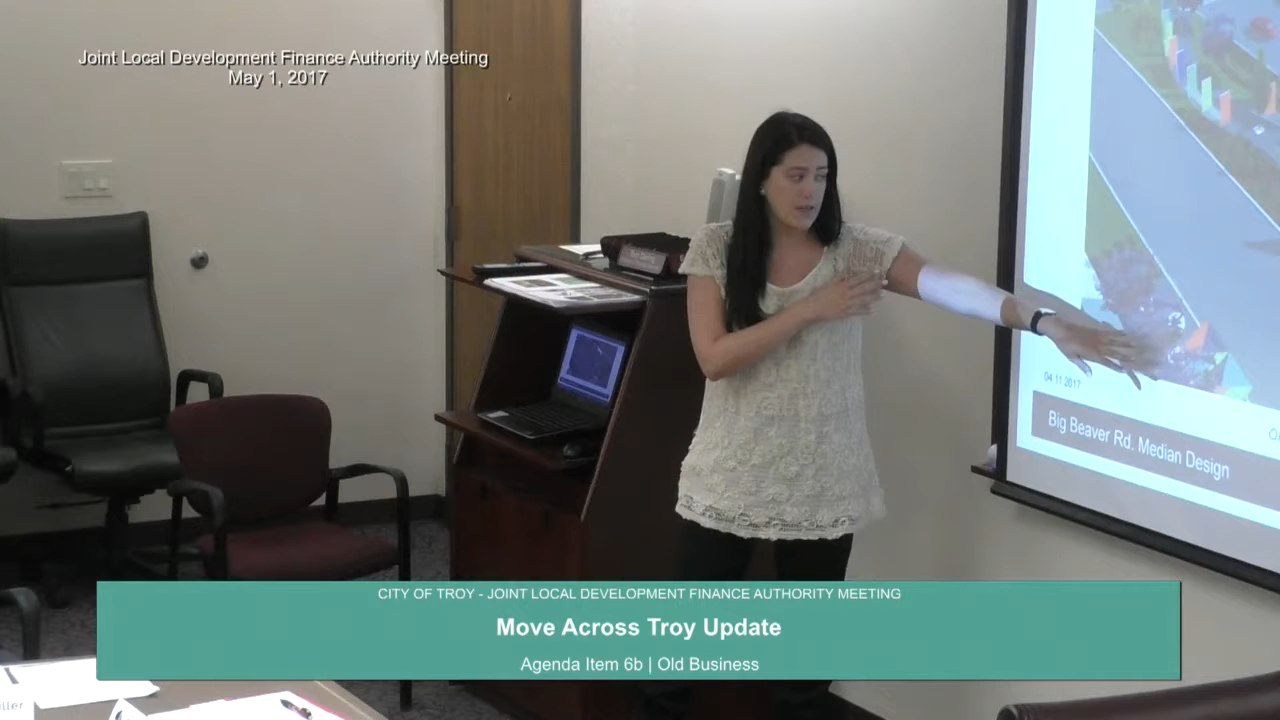 Joint Local Development Finance Authority Meeting
May 1, 2017
04 11 2017
Big Beaver Rd. Median Design
CITY OF TROY - JOINT LOCAL DEVELOPMENT FINANCE AUTHORITY MEETING
Move Across Troy Update
Agenda Item 6b | Old Business